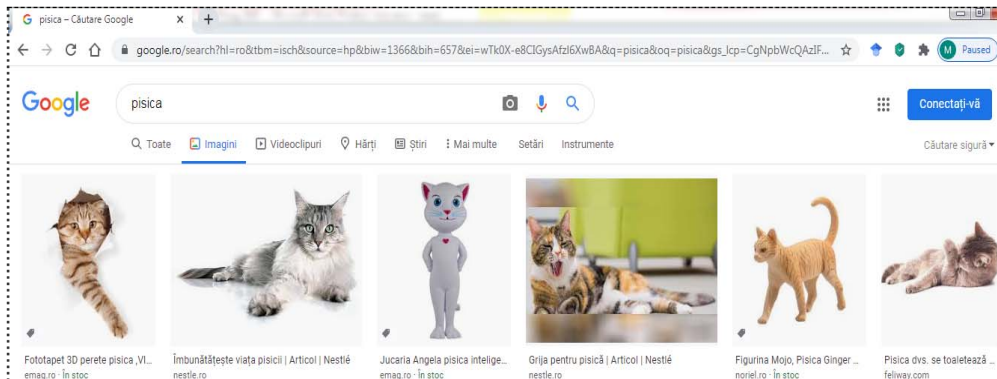 pisica – Căutare Google
google.ro/search?hl=ro&tbm=isch&source=hp&biw=1366&bih=657&ei=wTk0X-e8CIGysAfzl6XwBA&q=pisica&oq=pisica&gs_lcp=CgNpbWcQAzIF...
M Paused
Google
pisica
Conectați-vă
Toate Imagini Videoclipuri Hărți Știri Mai multe Setări Instrumente Căutare sigură
Fototapet 3D perete pisica ,VI...
emag.ro · În stoc
Îmbunătățește viața pisicii | Articol | Nestlé
nestle.ro
Jucaria Angela pisica intelige...
emag.ro · În stoc
Grija pentru pisică | Articol | Nestlé
nestle.ro
Figurina Mojo, Pisica Ginger ...
noriel.ro · În stoc
Pisica dvs. se toaletează ...
feliway.com